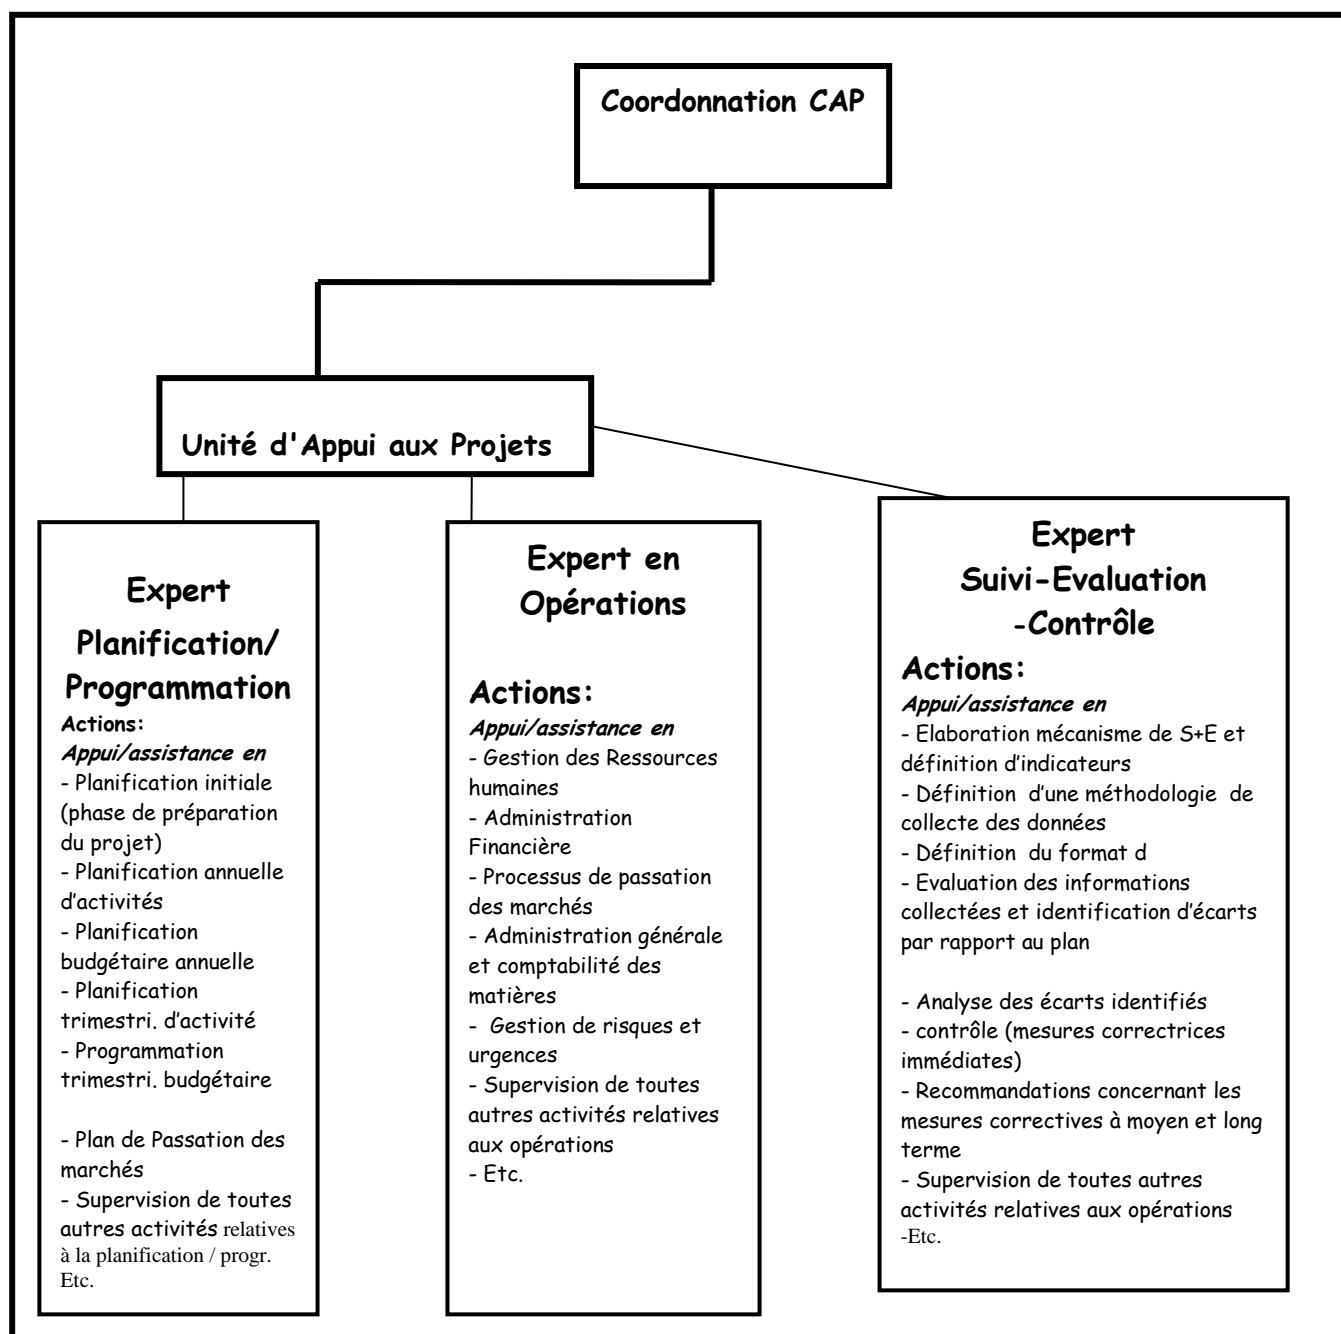 Coordonnation CAP
Unité d'Appui aux Projets
Expert
Planification/
Programmation
Actions:
Appui/assistance en
- Planification initiale
(phase de préparation
du projet)
- Planification annuelle
d'activités
- Planification
budgétaire annuelle
- Planification
trimestri. d'activité
- Programmation
trimestri. budgétaire
- Plan de Passation des
marchés
- Supervision de toutes
autres activités relatives
à la planification / progr.
Etc.
Expert en
Opérations
Actions:
Appui/assistance en
- Gestion des Ressources
humaines
- Administration
Financière
- Processus de passation
des marchés
- Administration générale
et comptabilité des
matières
- Gestion de risques et
urgences
- Supervision de toutes
autres activités relatives
aux opérations
- Etc.
Expert
Suivi-Evaluation
-Contrôle
Actions:
Appui/assistance en
- Elaboration mécanisme de S+E et
définition d'indicateurs
- Définition d'une méthodologie de
collecte des données
- Définition du format d
- Evaluation des informations
collectées et identification d'écarts
par rapport au plan
- Analyse des écarts identifiés
- contrôle (mesures correctrices
immédiates)
- Recommandations concernant les
mesures correctives à moyen et long
terme
- Supervision de toutes autres
activités relatives aux opérations
-Etc.